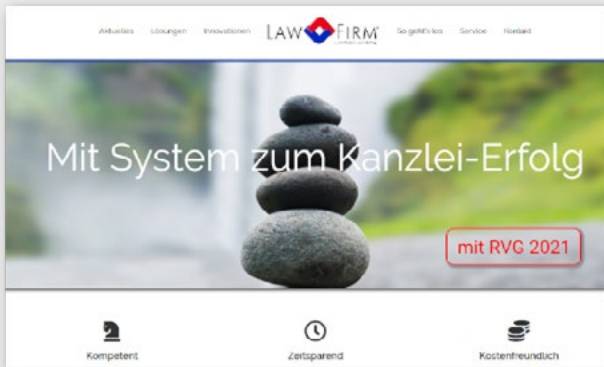 Aktuelles Lösungen Innovationen LAW FIRM® So geht's los Service Kontakt
Mit System zum Kanzlei-Erfolg
mit RVG 2021
Kompetent Zeitsparend Kostenfreundlich